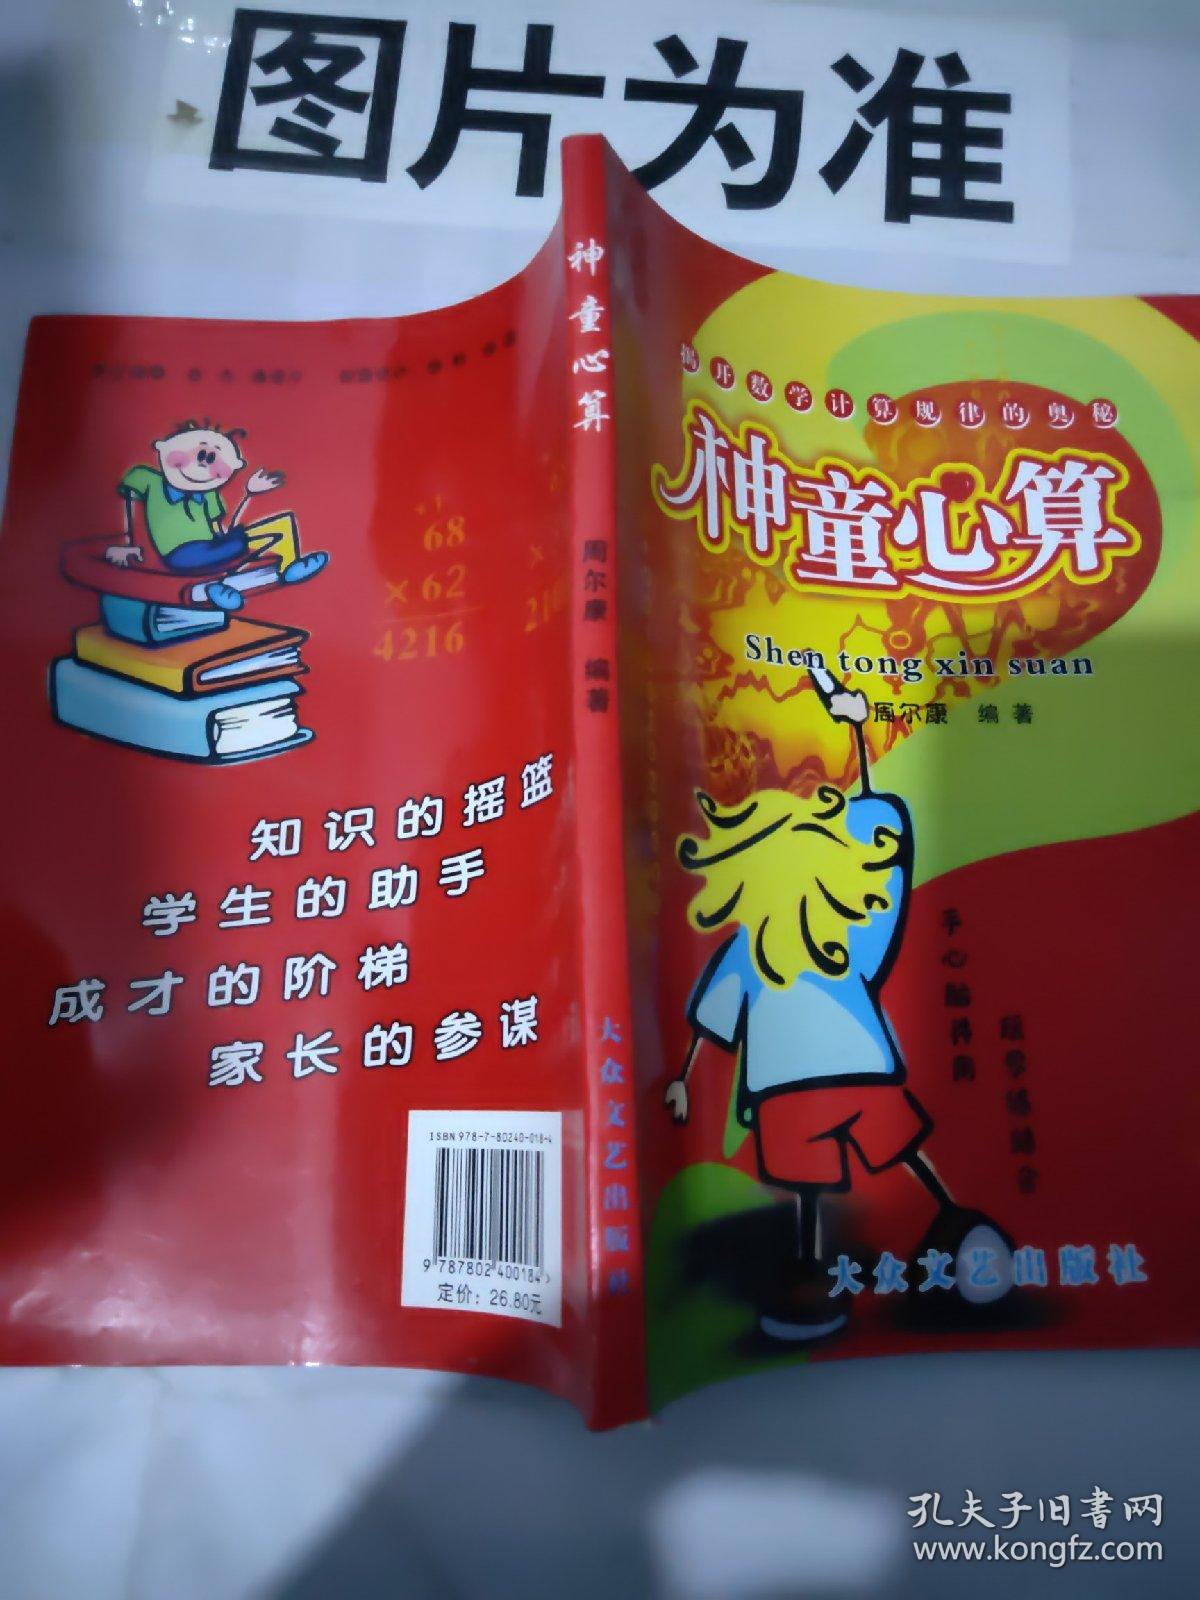 图片为准
揭开数学计算规律的奥秘
神童心算
Shen tong xin suan
周尔康 编著
手心脑并用
大众文艺出版社
神童心算
周尔康 编著
大众文艺出版社
68
×62
4216
知识的摇篮
学生的助手
成才的阶梯
家长的参谋
ISBN 978-7-80240-018-4
9 787802 400184
定价：26.80元
孔夫子旧书网
www.kongfz.com